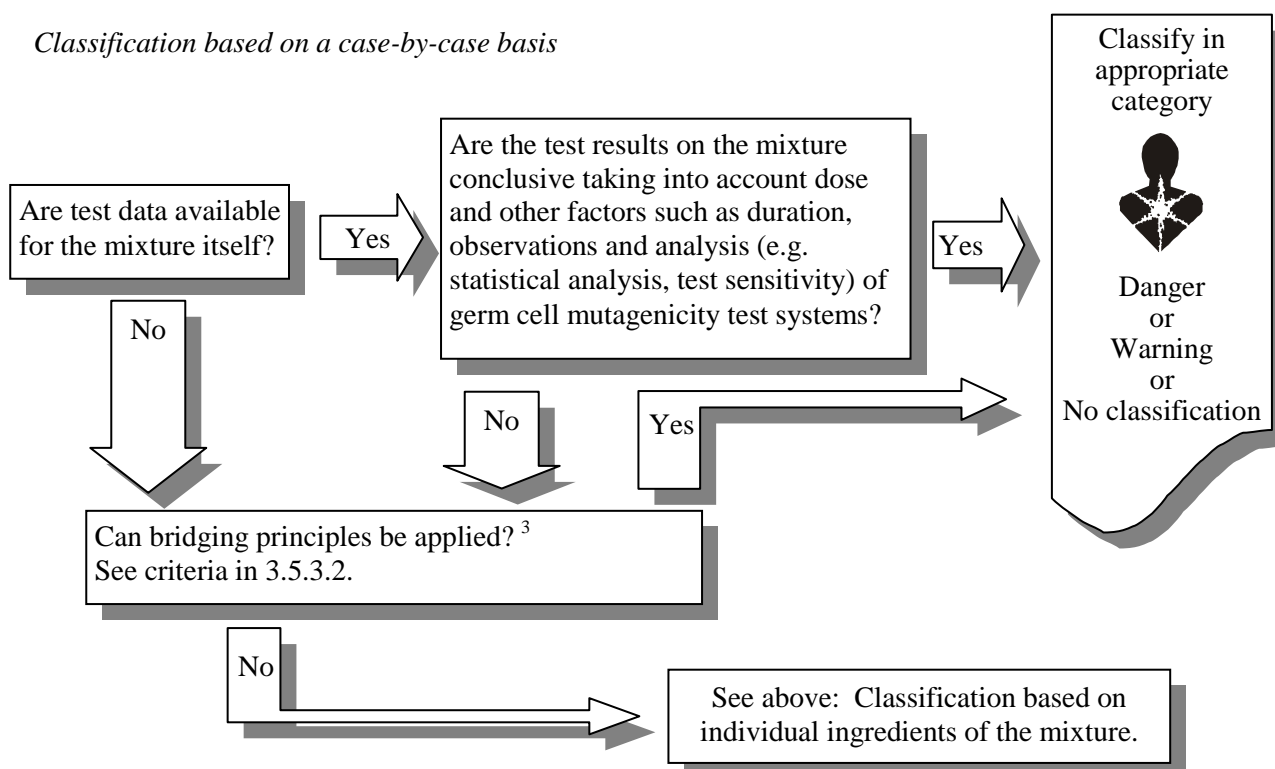 Classification based on a case-by-case basis
Are test data available
for the mixture itself?
Yes
Are the test results on the mixture
conclusive taking into account dose
and other factors such as duration,
observations and analysis (e.g.
statistical analysis, test sensitivity) of
germ cell mutagenicity test systems?
Yes
Classify in
appropriate
category
Danger
or
Warning
or
No classification
No
No
Yes
Can bridging principles be applied? 3
See criteria in 3.5.3.2.
No
See above: Classification based on
individual ingredients of the mixture.